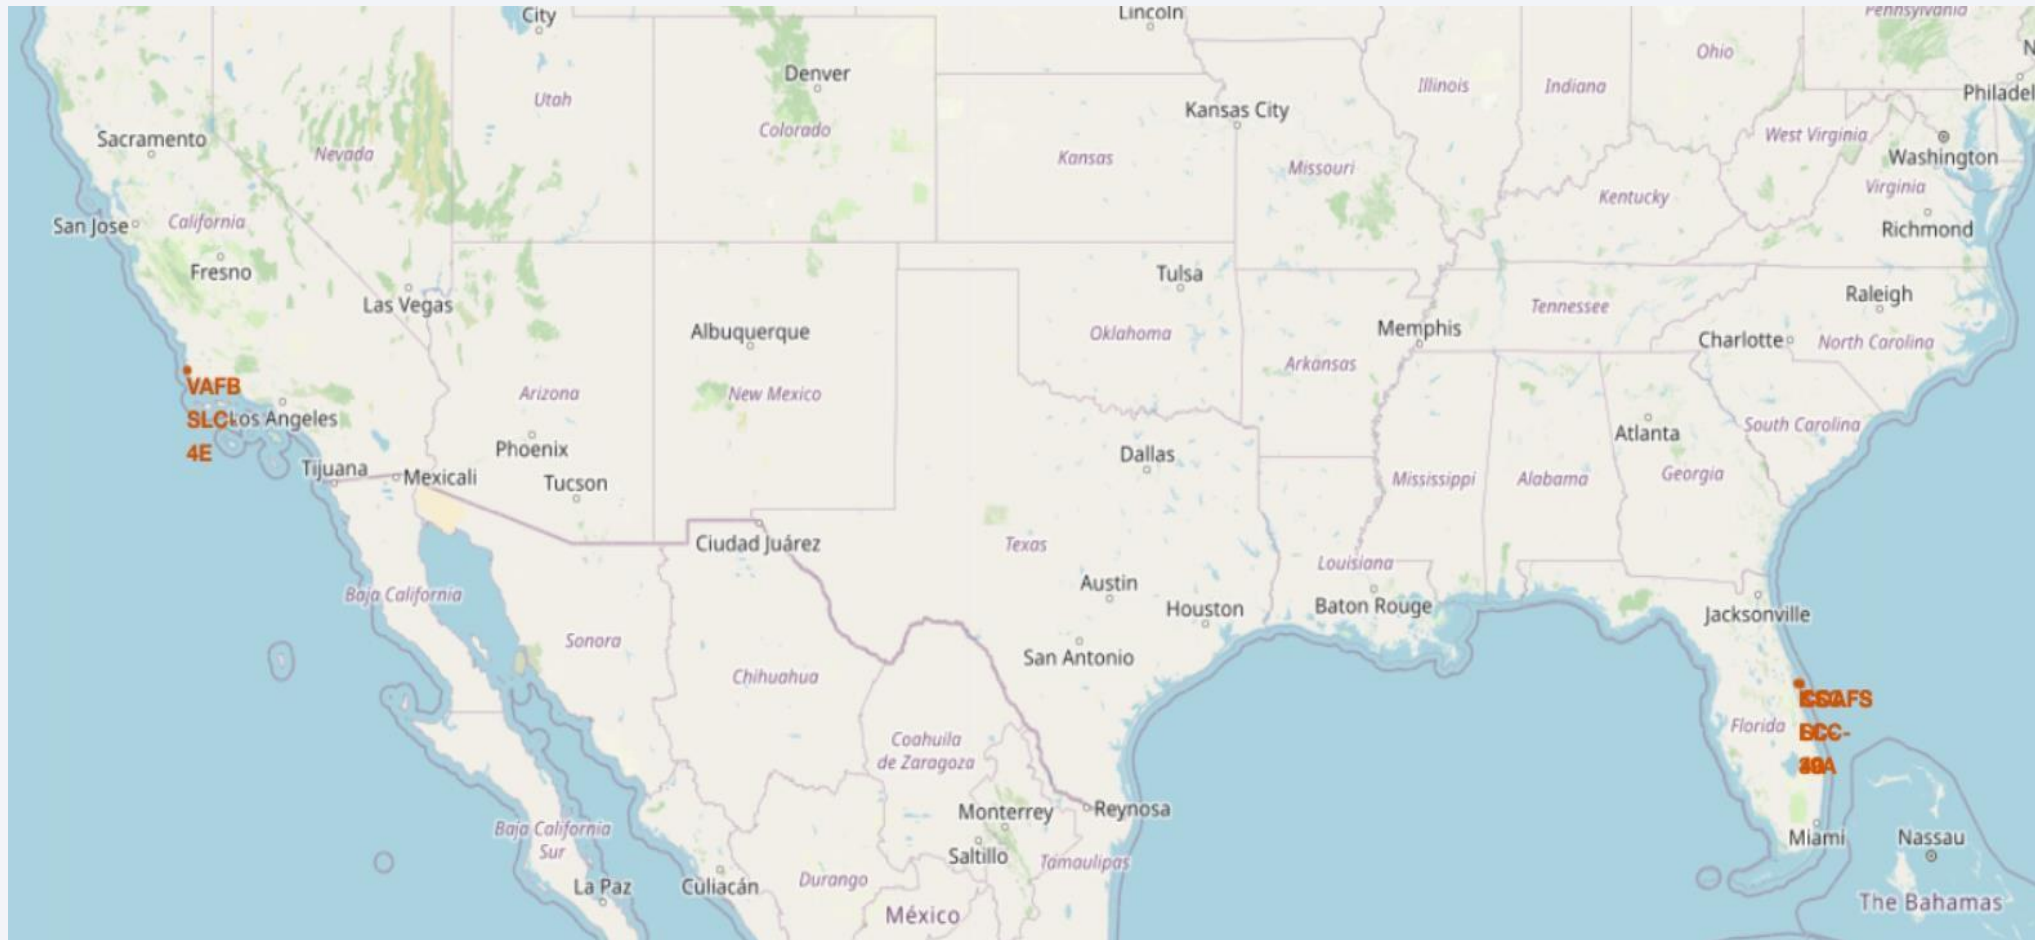 City
Lincoln
Pennsylvania
Ohio
Denver
Illinois
Indiana
Utah
Philadel
Kansas City
Colorado
Sacramento
West Virginia
Nevada
Kansas
Washington
Missouri
Virginia
Kentucky
San Jose
California
Richmond
Fresno
Tulsa
Las Vegas
Raleigh
Tennessee
Albuquerque
Oklahoma
Memphis
Charlotte
North Carolina
Arkansas
VAFB
SLC-
4E
Los Angeles
Arizona
New Mexico
South Carolina
Atlanta
Phoenix
Dallas
Tijuana
Mexicali
Tucson
Mississippi
Alabama
Georgia
Ciudad Juárez
Texas
Louisiana
Austin
Baja California
Houston
Baton Rouge
Jacksonville
Sonora
San Antonio
Chihuahua
Florida
Coahuila
de Zaragoza
Monterrey
Reynosa
Baja California
Sur
Miami
Nassau
Saltillo
Tamaulipas
La Paz
Culiacán
Durango
The Bahamas
México